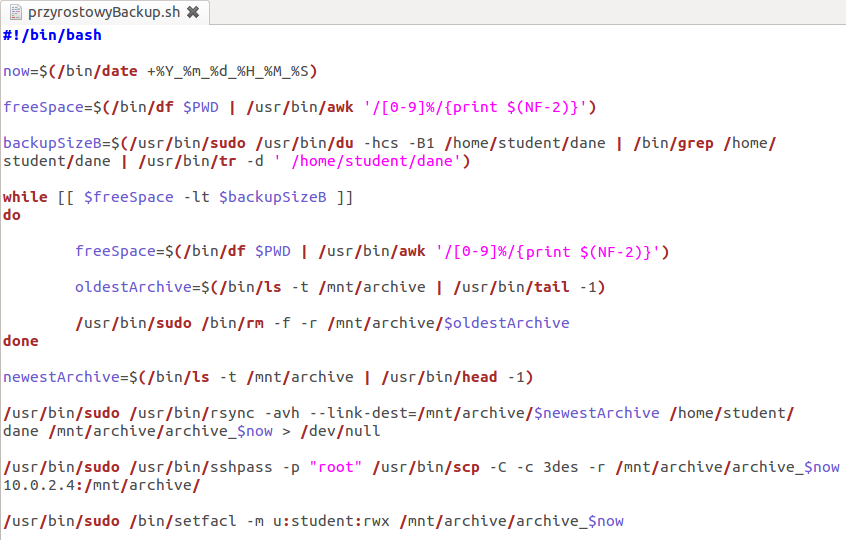 przyrostowyBackup.sh
#!/bin/bash
now=$(/bin/date +%Y_%m_%d_%H_%M_%S)
freeSpace=$(/bin/df $PWD | /usr/bin/awk '/[0-9]%/{print $(NF-2)}')
backupSizeB=$(/usr/bin/sudo /usr/bin/du -hcs -B1 /home/student/dane | /bin/grep /home/
student/dane | /usr/bin/tr -d ' /home/student/dane')
while [[ $freeSpace -lt $backupSizeB ]]
do
freeSpace=$(/bin/df $PWD | /usr/bin/awk '/[0-9]%/{print $(NF-2)}')
oldestArchive=$(/bin/ls -t /mnt/archive | /usr/bin/tail -1)
/usr/bin/sudo /bin/rm -f -r /mnt/archive/$oldestArchive
done
newestArchive=$(/bin/ls -t /mnt/archive | /usr/bin/head -1)
/usr/bin/sudo /usr/bin/rsync -avh --link-dest=/mnt/archive/$newestArchive /home/student/
dane /mnt/archive/archive_$now > /dev/null
/usr/bin/sudo /usr/bin/sshpass -p "root" /usr/bin/scp -C -c 3des -r /mnt/archive/archive_$now
10.0.2.4:/mnt/archive/
/usr/bin/sudo /bin/setfacl -m u:student:rwx /mnt/archive/archive_$now